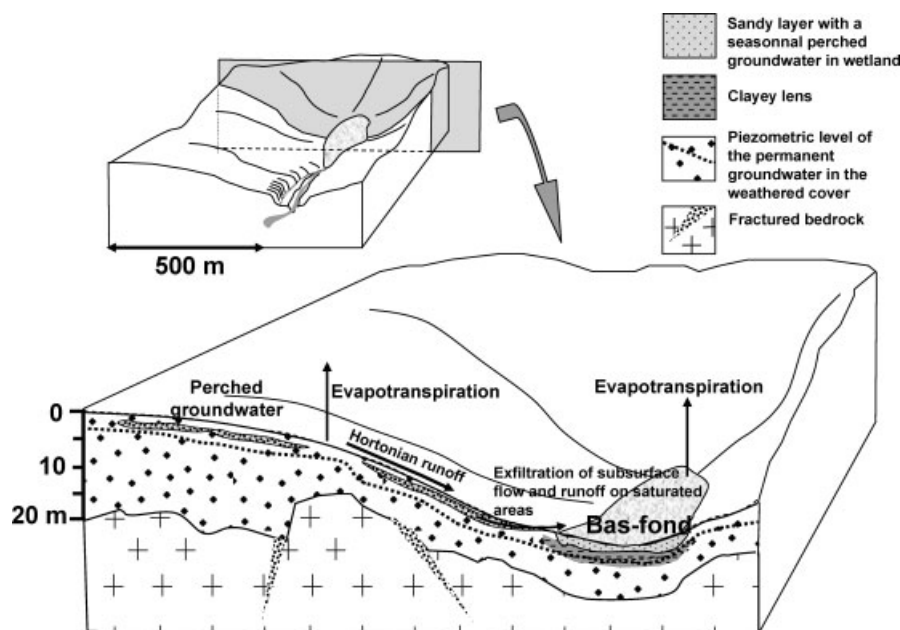 Sandy layer with a
seasonnal perched
groundwater in wetland
Clayey lens
Piezometric level of
the permanent
groundwater in the
weathered cover
Fractured bedrock
500 m
Perched
groundwater
Evapotranspiration
Evapotranspiration
0
10
20 m
Hortonian runoff
Exfiltration of subsurface
flow and runoff on saturated
areas
Bas-fond